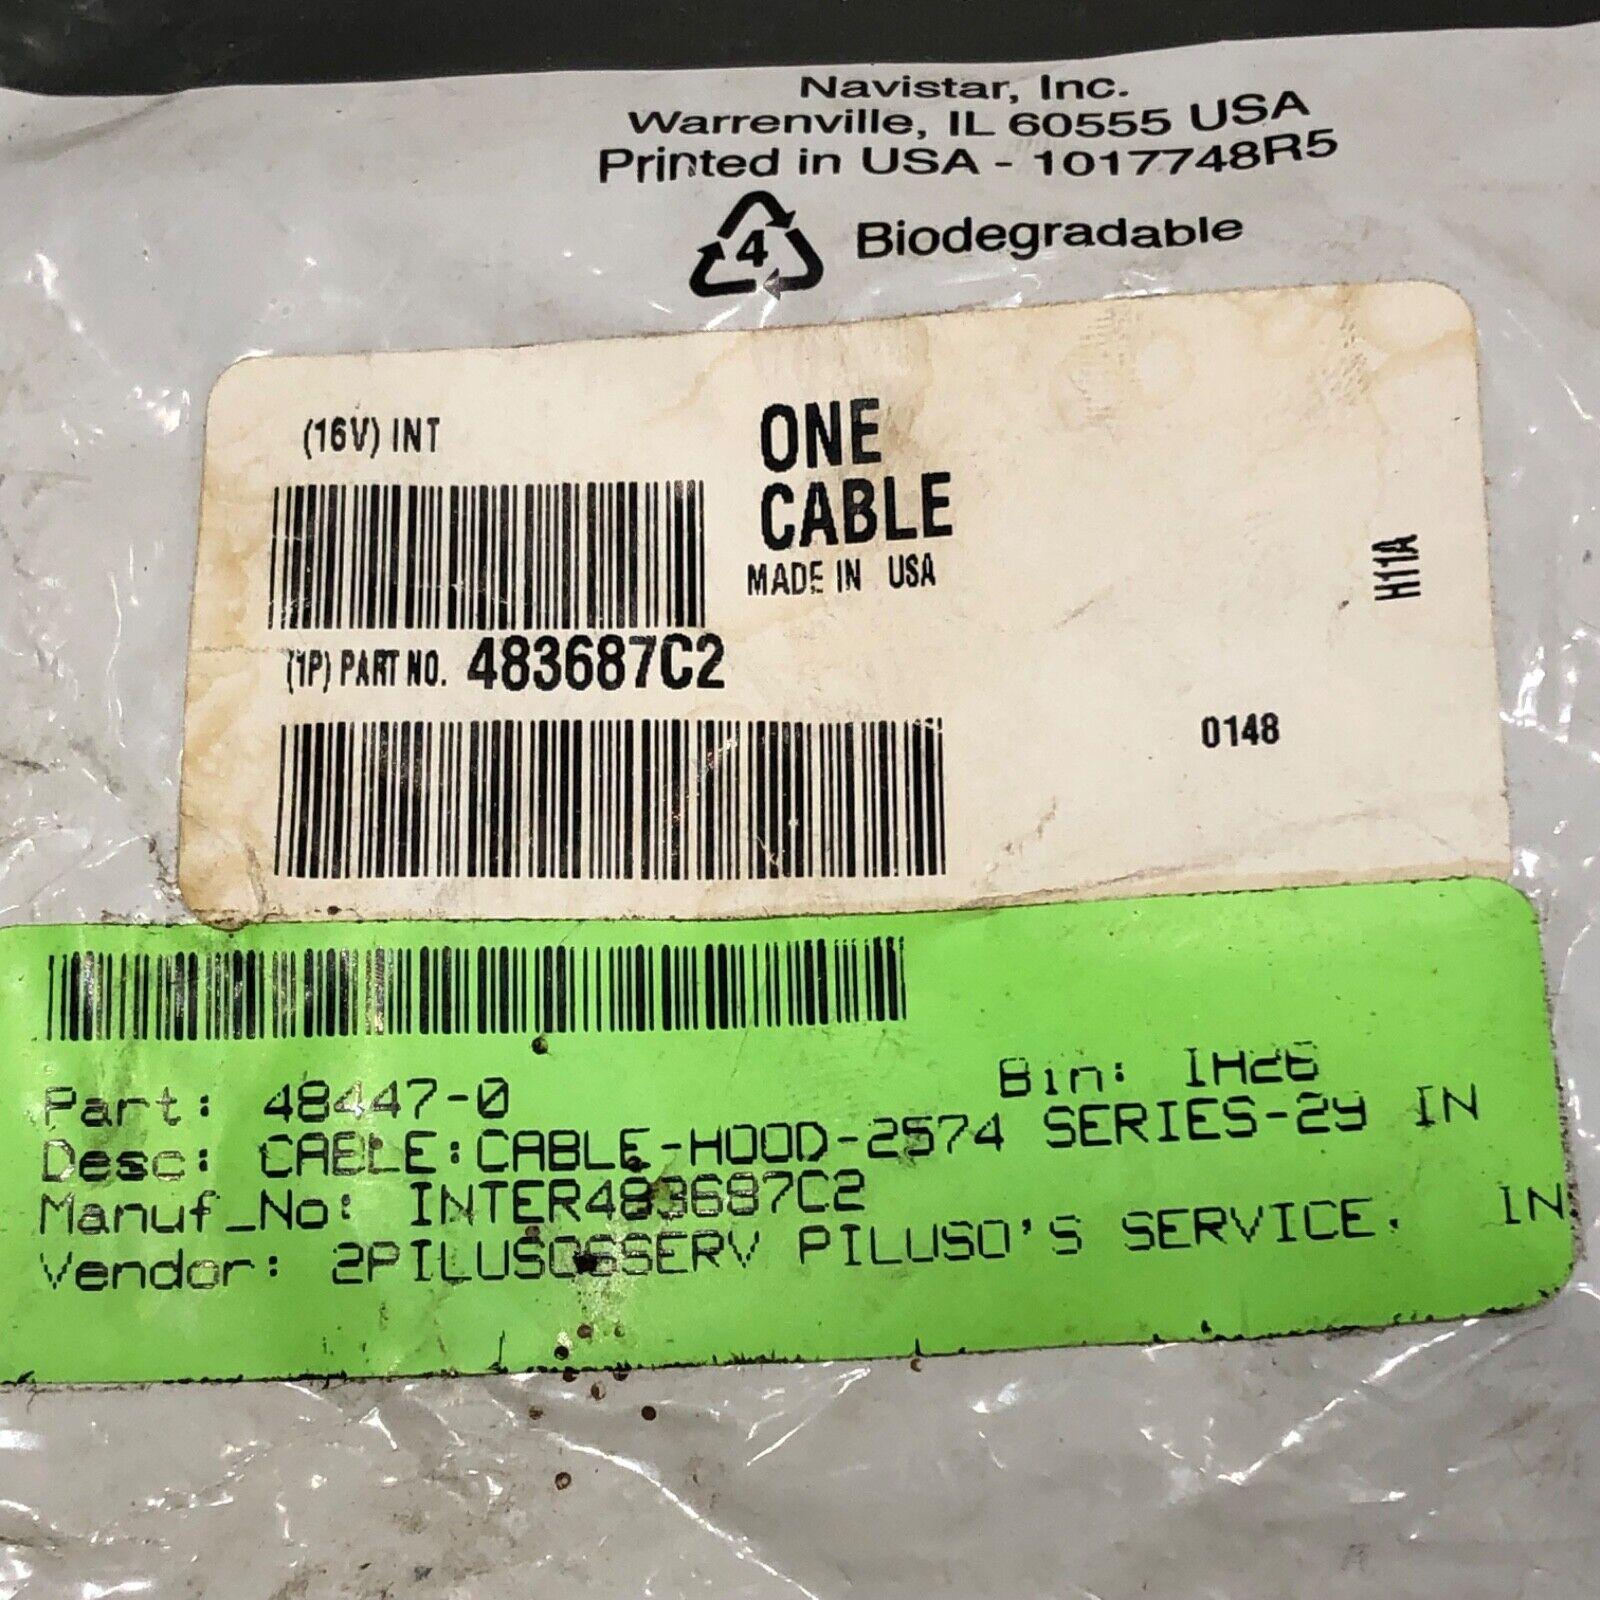 Navistar, Inc.
Warrenville, IL 60555 USA
Printed in USA - 1017748R5
4 Biodegradable
(16V) INT
ONE
CABLE
MADE IN USA
H11A
(1P) PART NO. 483687C2
0148
Part: 48447-0 Bin: IH26
Desc: CABLE:CABLE-HOOD-2574 SERIES-29 IN
Manuf_No: INTER483687C2
Vendor: 2PILUSO6SERV PILUSO'S SERVICE, IN